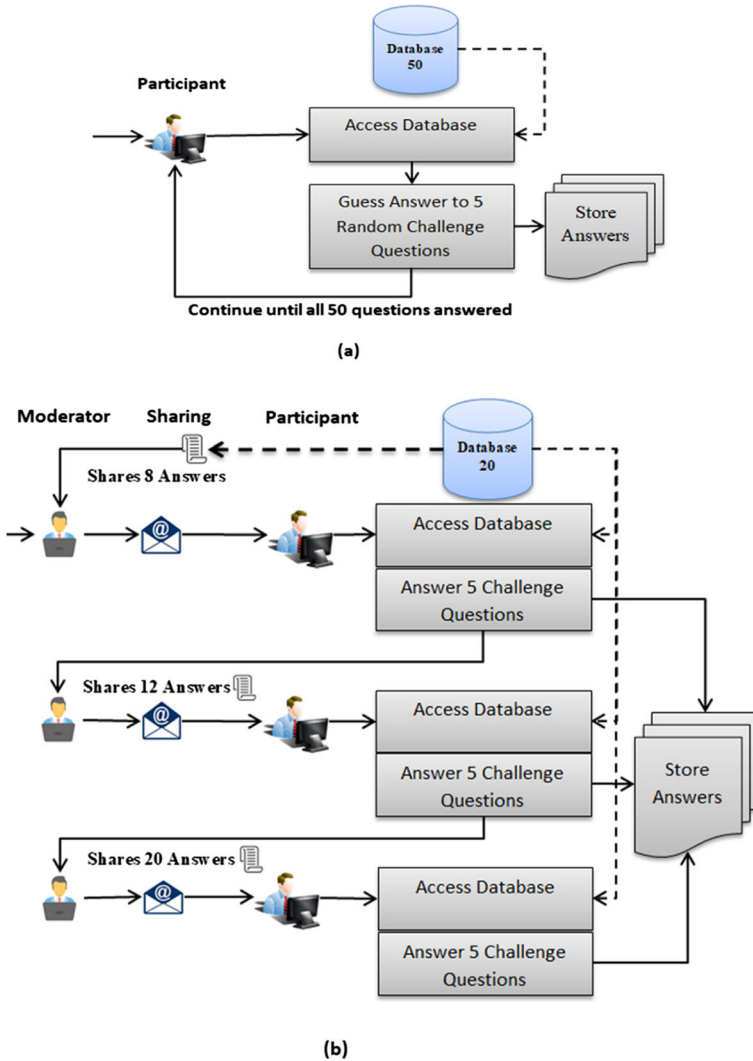 Database
50
Participant
Access Database
Guess Answer to 5
Random Challenge
Questions
Store
Answers
Continue until all 50 questions answered
(a)
Moderator
Sharing
Participant
Database
20
Shares 8 Answers
@
Access Database
Answer 5 Challenge
Questions
Shares 12 Answers
@
Access Database
Answer 5 Challenge
Questions
Store
Answers
Shares 20 Answers
@
Access Database
Answer 5 Challenge
Questions
(b)